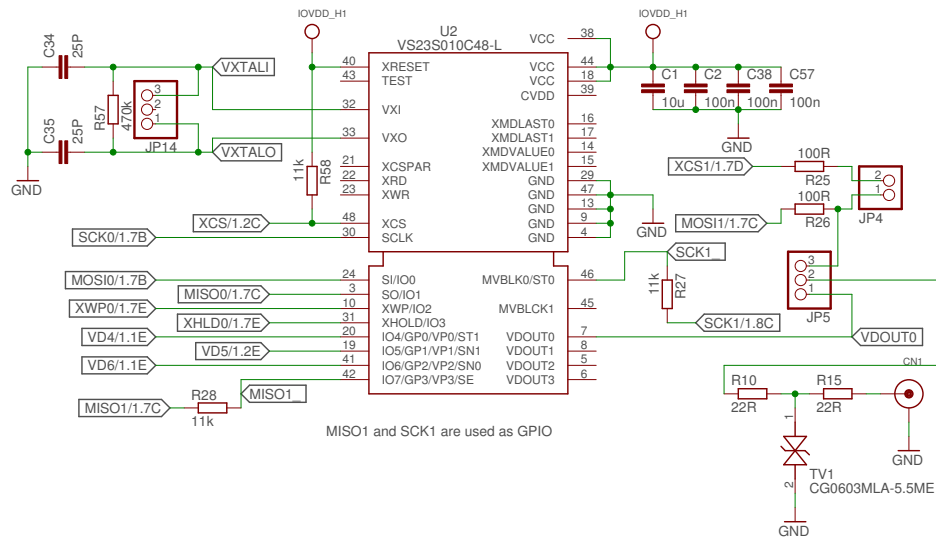 IOVDD_H1
U2
VS23S010C48-L
IOVDD_H1
C34
25P
VXTALI
R57
470k
3
2
1
JP14
C35
25P
VXTALO
GND
11k
R58
XCS/1.2C
SCK0/1.7B
MOSI0/1.7B
MISO0/1.7C
XWP0/1.7E
XHLD0/1.7E
VD4/1.1E
VD5/1.2E
VD6/1.1E
MISO1/1.7C
R28
11k
MISO1_
40 XRESET
43 TEST
32 VXI
33 VXO
21 XCSPAR
22 XRD
23 XWR
48 XCS
30 SCLK
24 SI/IO0
3 SO/IO1
10 XWP/IO2
31 XHOLD/IO3
20 IO4/GP0/VP0/ST1
19 IO5/GP1/VP1/SN1
41 IO6/GP2/VP2/SN0
42 IO7/GP3/VP3/SE
VCC 38
VCC 44
VCC 18
CVDD 39
XMDLAST0 16
XMDLAST1 17
XMDVALUE0 14
XMDVALUE1 15
GND 29
GND 47
GND 13
GND 9
GND 4
MVBLK0/ST0 46
MVBLCK1 45
VDOUT0 7
VDOUT1 8
VDOUT2 5
VDOUT3 6
C1
10u
C2
100n
C38
100n
C57
100n
GND
GND
XCS1/1.7D
100R
R25
MOSI1/1.7C
100R
R26
2
1
JP4
SCK1_
11k
R27
SCK1/1.8C
3
2
1
JP5
VDOUT0
R10
22R
R15
22R
CN1
GND
1
2
TV1
CG0603MLA-5.5ME
GND
MISO1 and SCK1 are used as GPIO